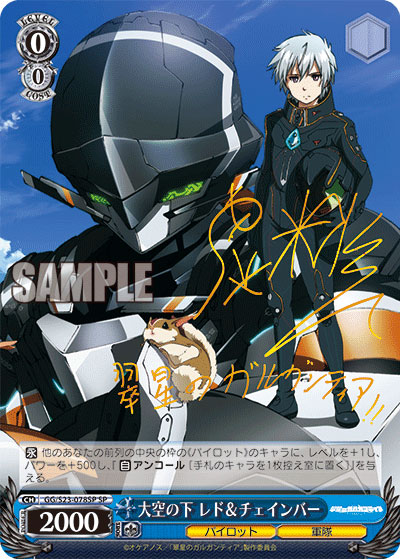 LEVEL
0
0
COST
SAMPLE
翠星のガルガンティア!!
永 他のあなたの前列の中央の枠の《パイロット》のキャラに、レベルを+1し、
パワーを+500し、『自 アンコール [手札のキャラを1枚控え室に置く]』を
与える。
CH
GG/S23-078SP SP
大空の下 レド&チェインバー
2000
パイロット
軍隊
©オケアノス/「翠星のガルガンティア」製作委員会